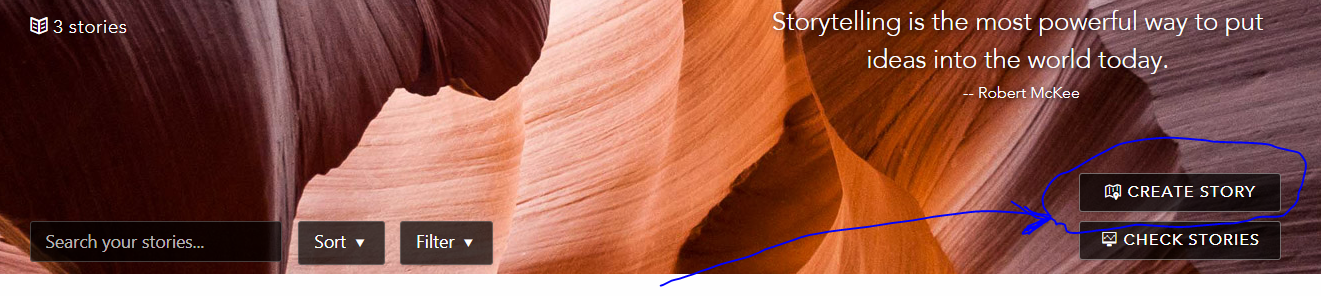 3 stories
Storytelling is the most powerful way to put
ideas into the world today.
-- Robert McKee
CREATE STORY
Search your stories...
Sort ▼
Filter ▼
CHECK STORIES